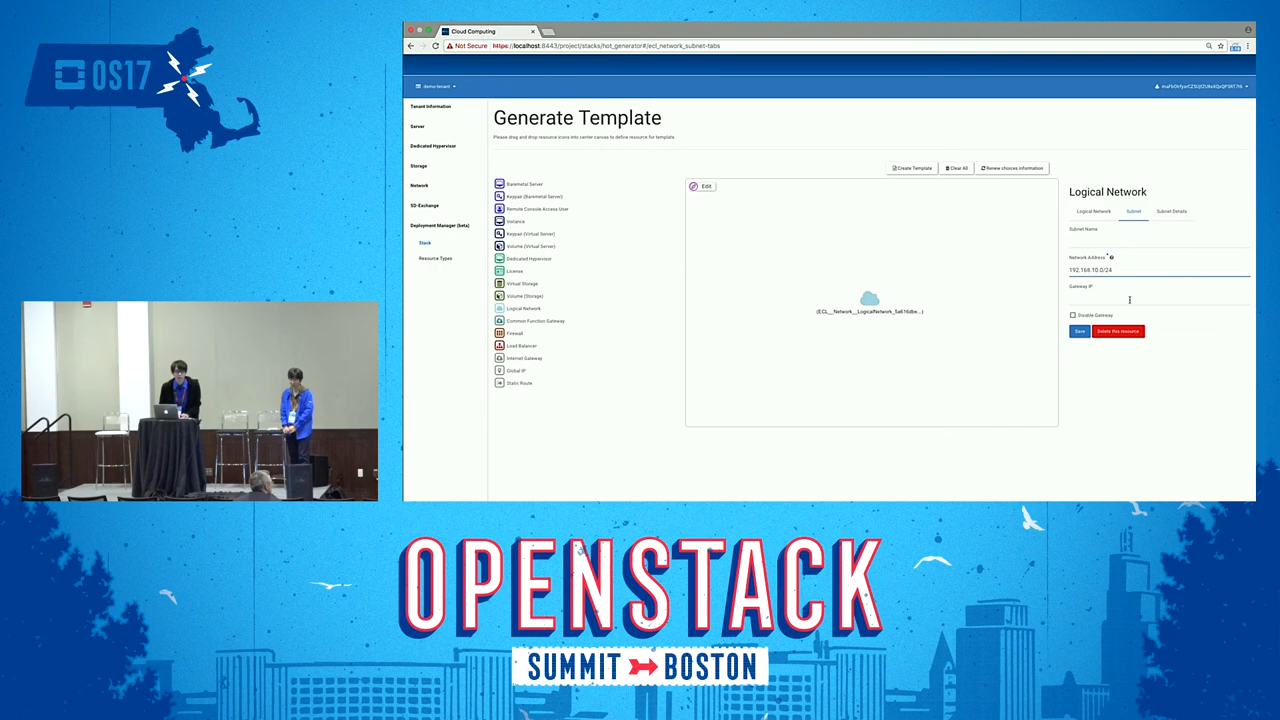 OS17
Cloud Computing
Not Secure https://localhost:8443/project/stacks/hot_generator#/ecl_network_subnet-tabs
demo-tenant
Tenant Information
Server
Dedicated Hypervisor
Storage
Network
SD-Exchange
Deployment Manager (beta)
Stack
Resource Types
Generate Template
Please drag and drop resource icons into center canvas to define resource for template.
Create Template
Clear All
Renew choices information
Baremetal Server
Keypair (Baremetal Server)
Remote Console Access User
Instance
Keypair (Virtual Server)
Volume (Virtual Server)
Dedicated Hypervisor
License
Virtual Storage
Volume (Storage)
Logical Network
Common Function Gateway
Firewall
Load Balancer
Internet Gateway
Global IP
Static Route
Edit
(ECL__Network__LogicalNetwork_5a616dbe...)
Logical Network
Logical Network Subnet Subnet Details
Subnet Name
Network Address *
192.168.10.0/24
Gateway IP
Disable Gateway
Save Delete this resource
OPENSTACK
SUMMIT BOSTON